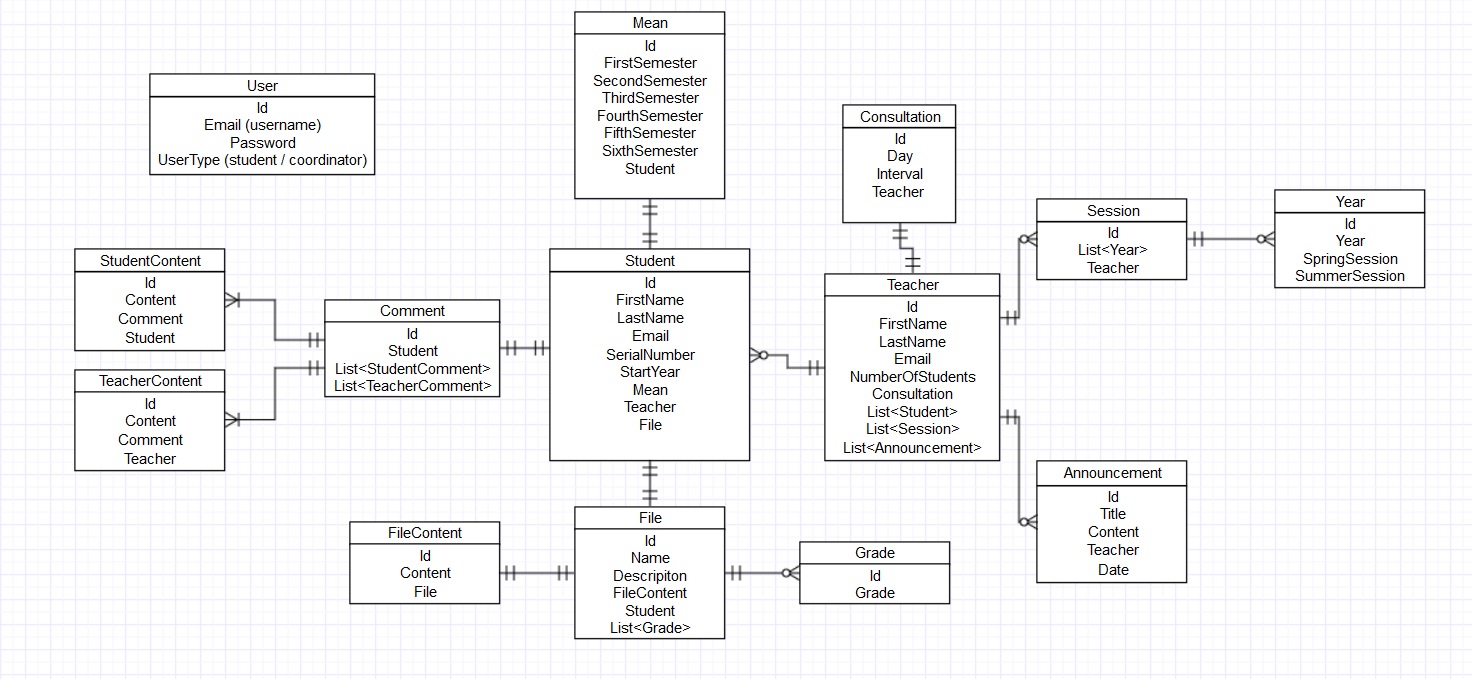 Mean
Id
FirstSemester
SecondSemester
ThirdSemester
FourthSemester
FifthSemester
SixthSemester
Student
User
Id
Email (username)
Password
UserType (student / coordinator)
Consultation
Id
Day
Interval
Teacher
Session
Id
List<Year>
Teacher
Year
Id
Year
SpringSession
SummerSession
StudentContent
Id
Content
Comment
Student
Comment
Id
Student
List<StudentComment>
List<TeacherComment>
Student
Id
FirstName
LastName
Email
SerialNumber
StartYear
Mean
Teacher
File
Teacher
Id
FirstName
LastName
Email
NumberOfStudents
Consultation
List<Student>
List<Session>
List<Announcement>
TeacherContent
Id
Content
Comment
Teacher
Announcement
Id
Title
Content
Teacher
Date
FileContent
Id
Content
File
File
Id
Name
Descripiton
FileContent
Student
List<Grade>
Grade
Id
Grade